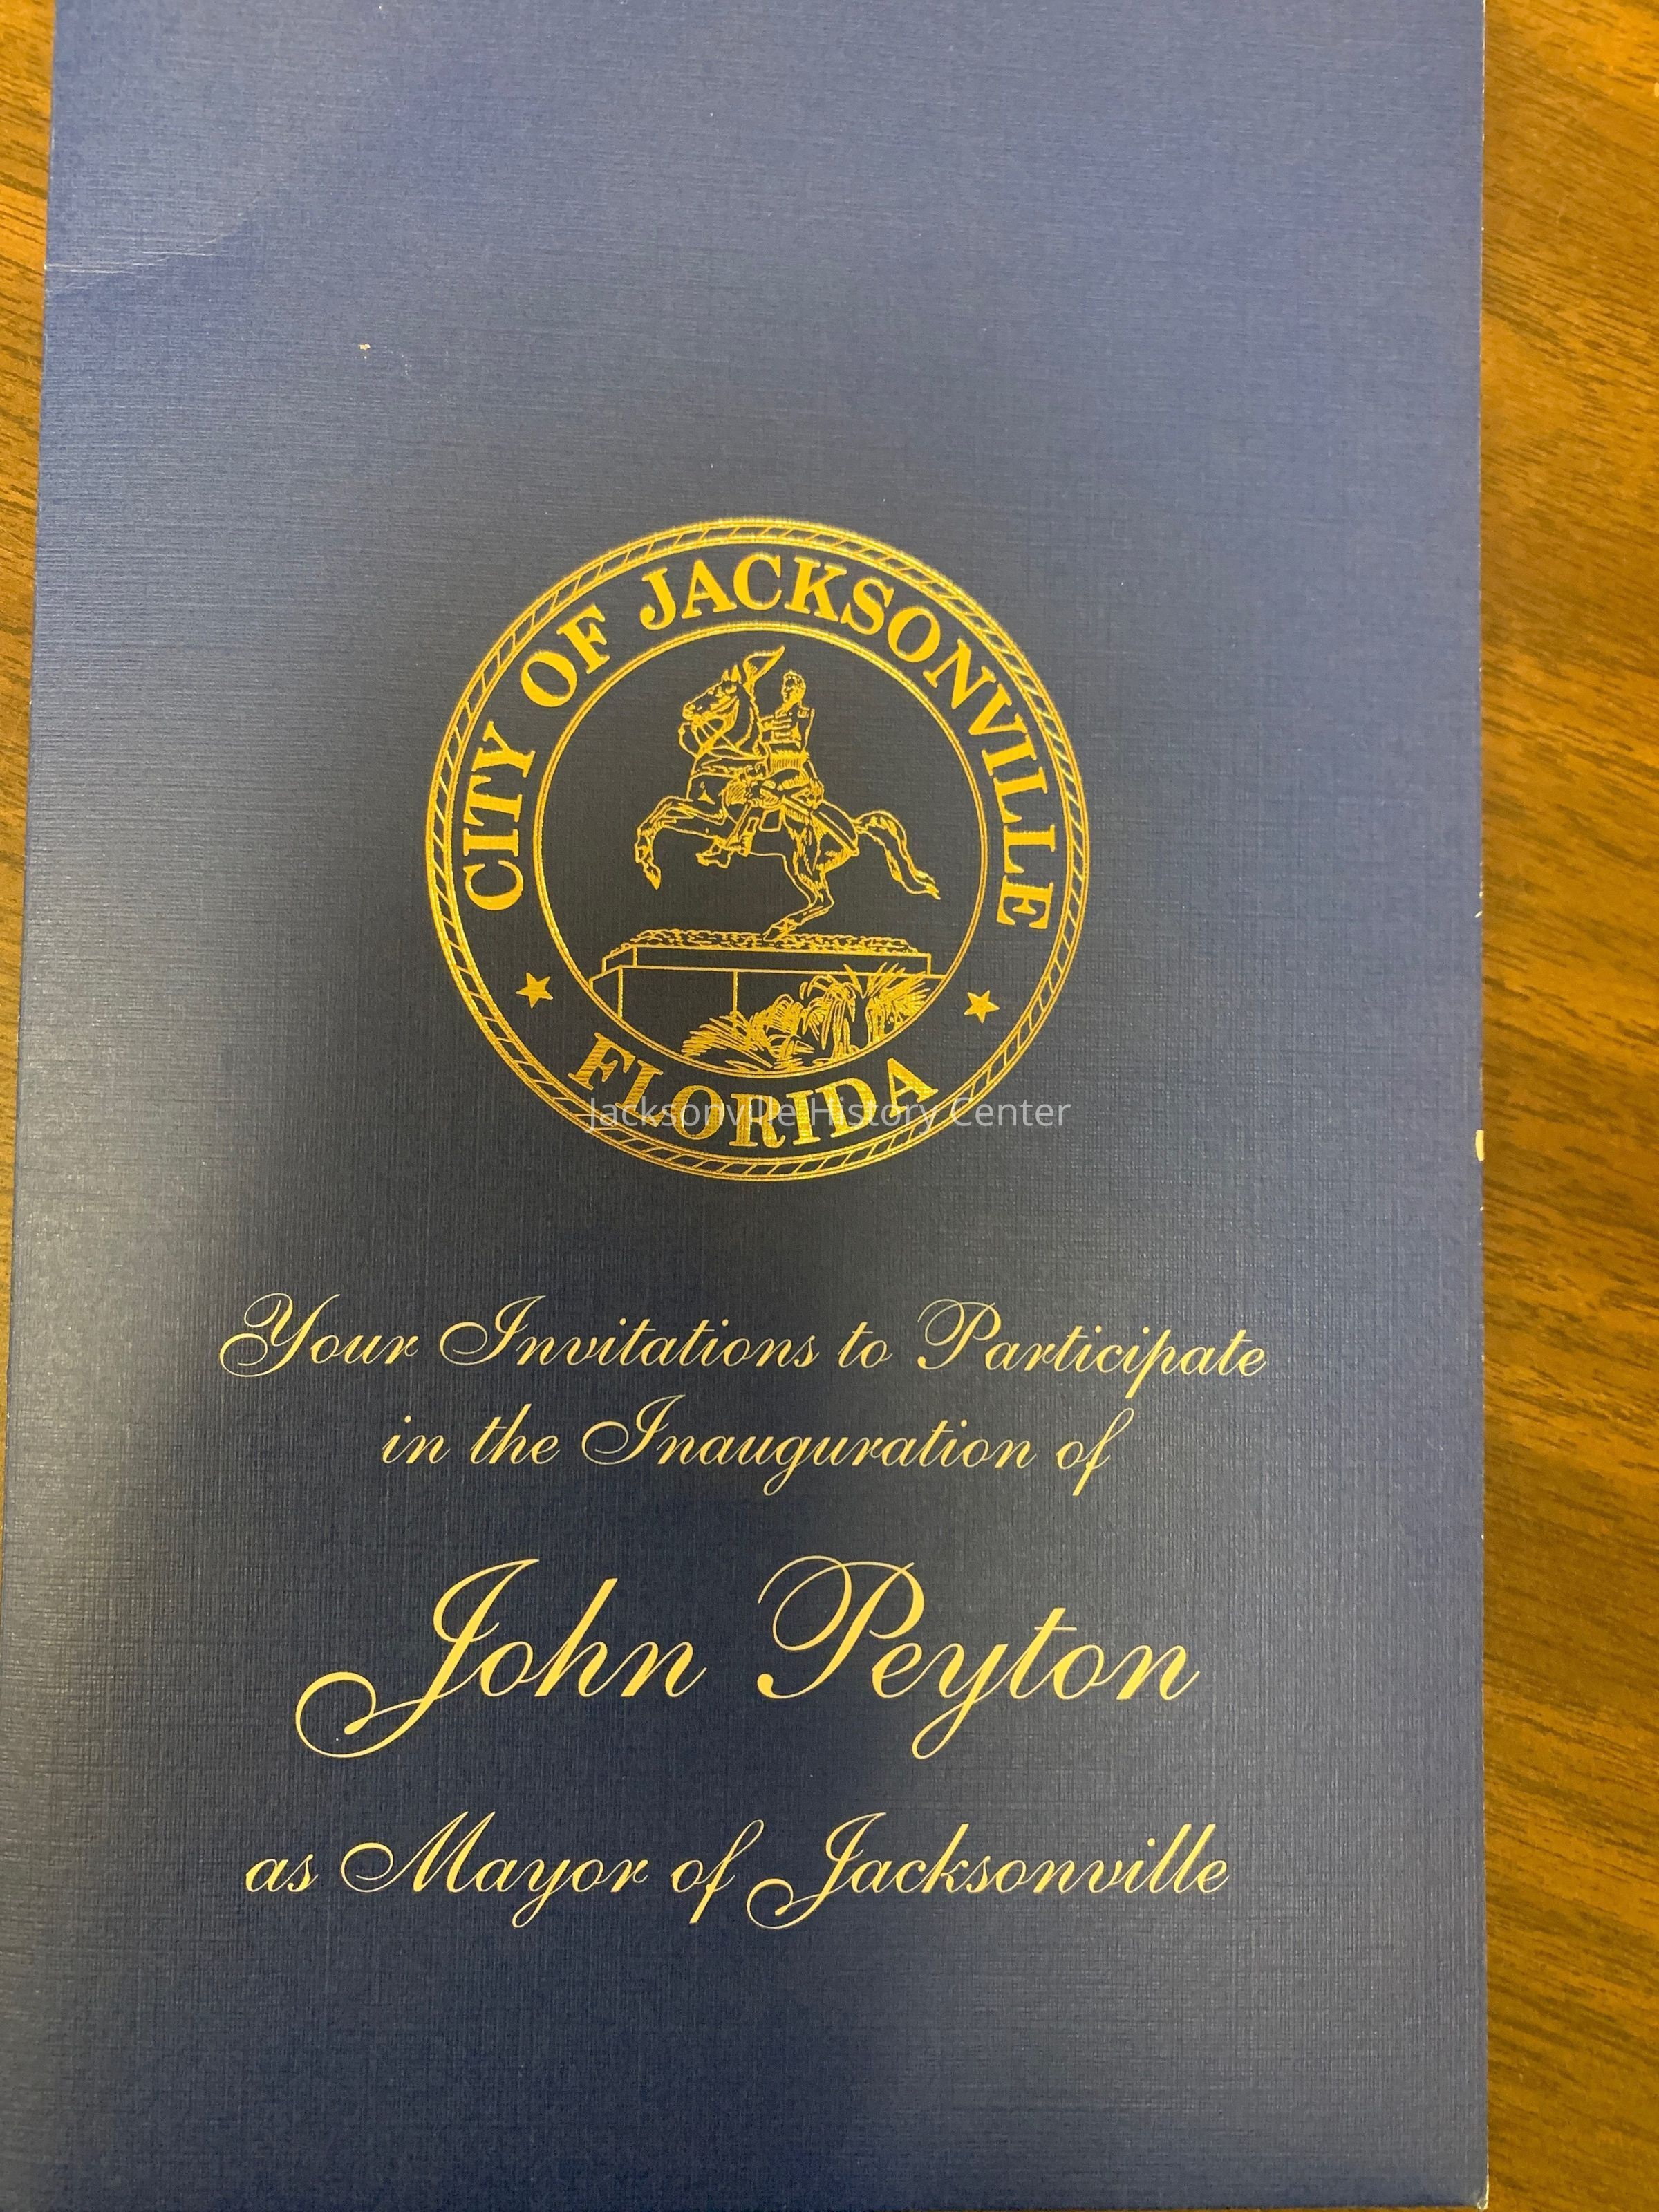 CITY OF JACKSONVILLE
FLORIDA
Jacksonville History Center
Your Invitations to Participate
in the Inauguration of
John Peyton
as Mayor of Jacksonville